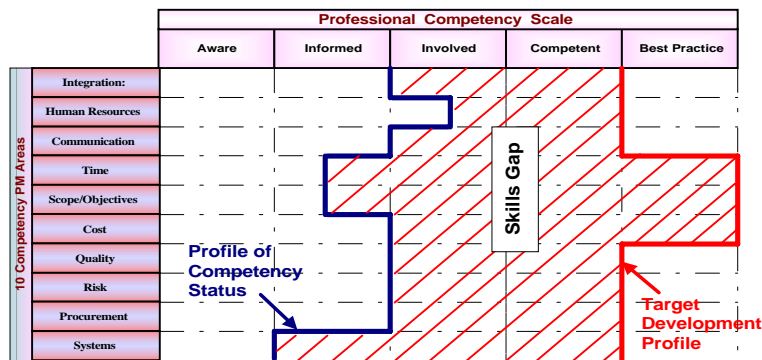 Professional Competency Scale
Aware
Informed
Involved
Competent
Best Practice
10 Competency PM Areas
Integration:
Human Resources
Communication
Time
Scope/Objectives
Cost
Quality
Risk
Procurement
Systems
Skills Gap
Profile of
Competency
Status
Target
Development
Profile